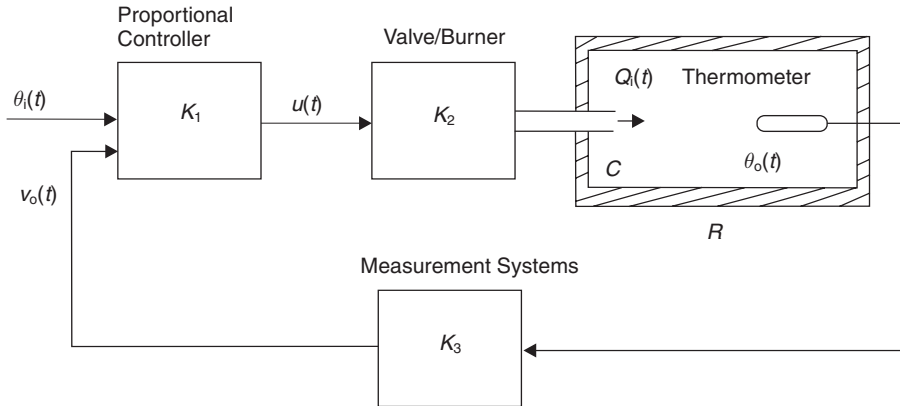 Proportional
Controller
Valve/Burner
θi(t)
K1
u(t)
K2
Qi(t)
Thermometer
θo(t)
C
vo(t)
R
Measurement Systems
K3